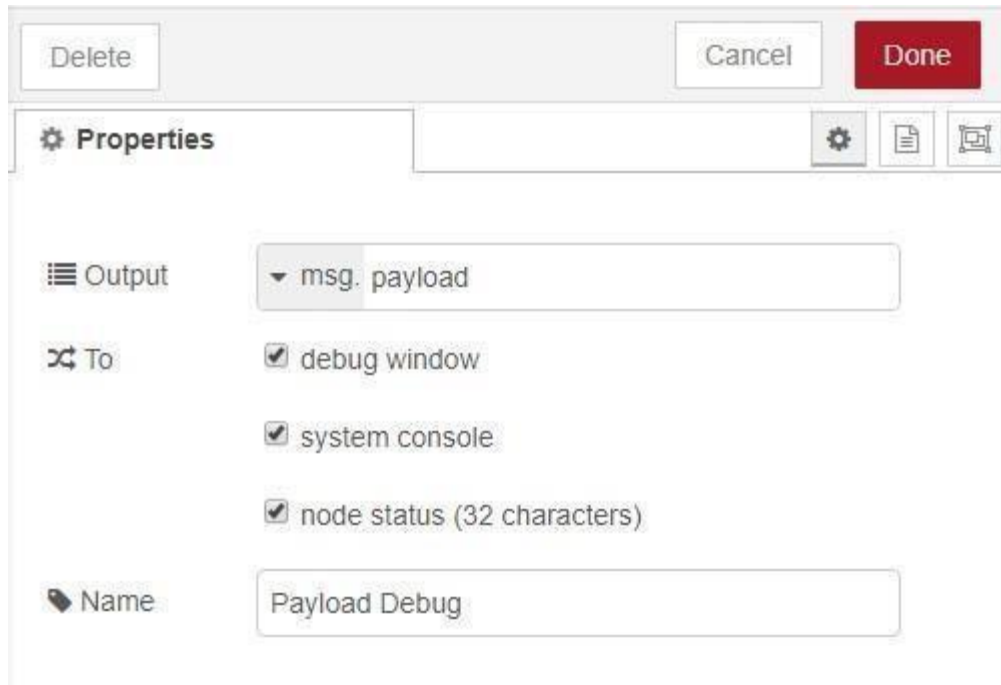 Delete
Cancel
Done
Properties
Output
msg. payload
To
debug window
system console
node status (32 characters)
Name
Payload Debug